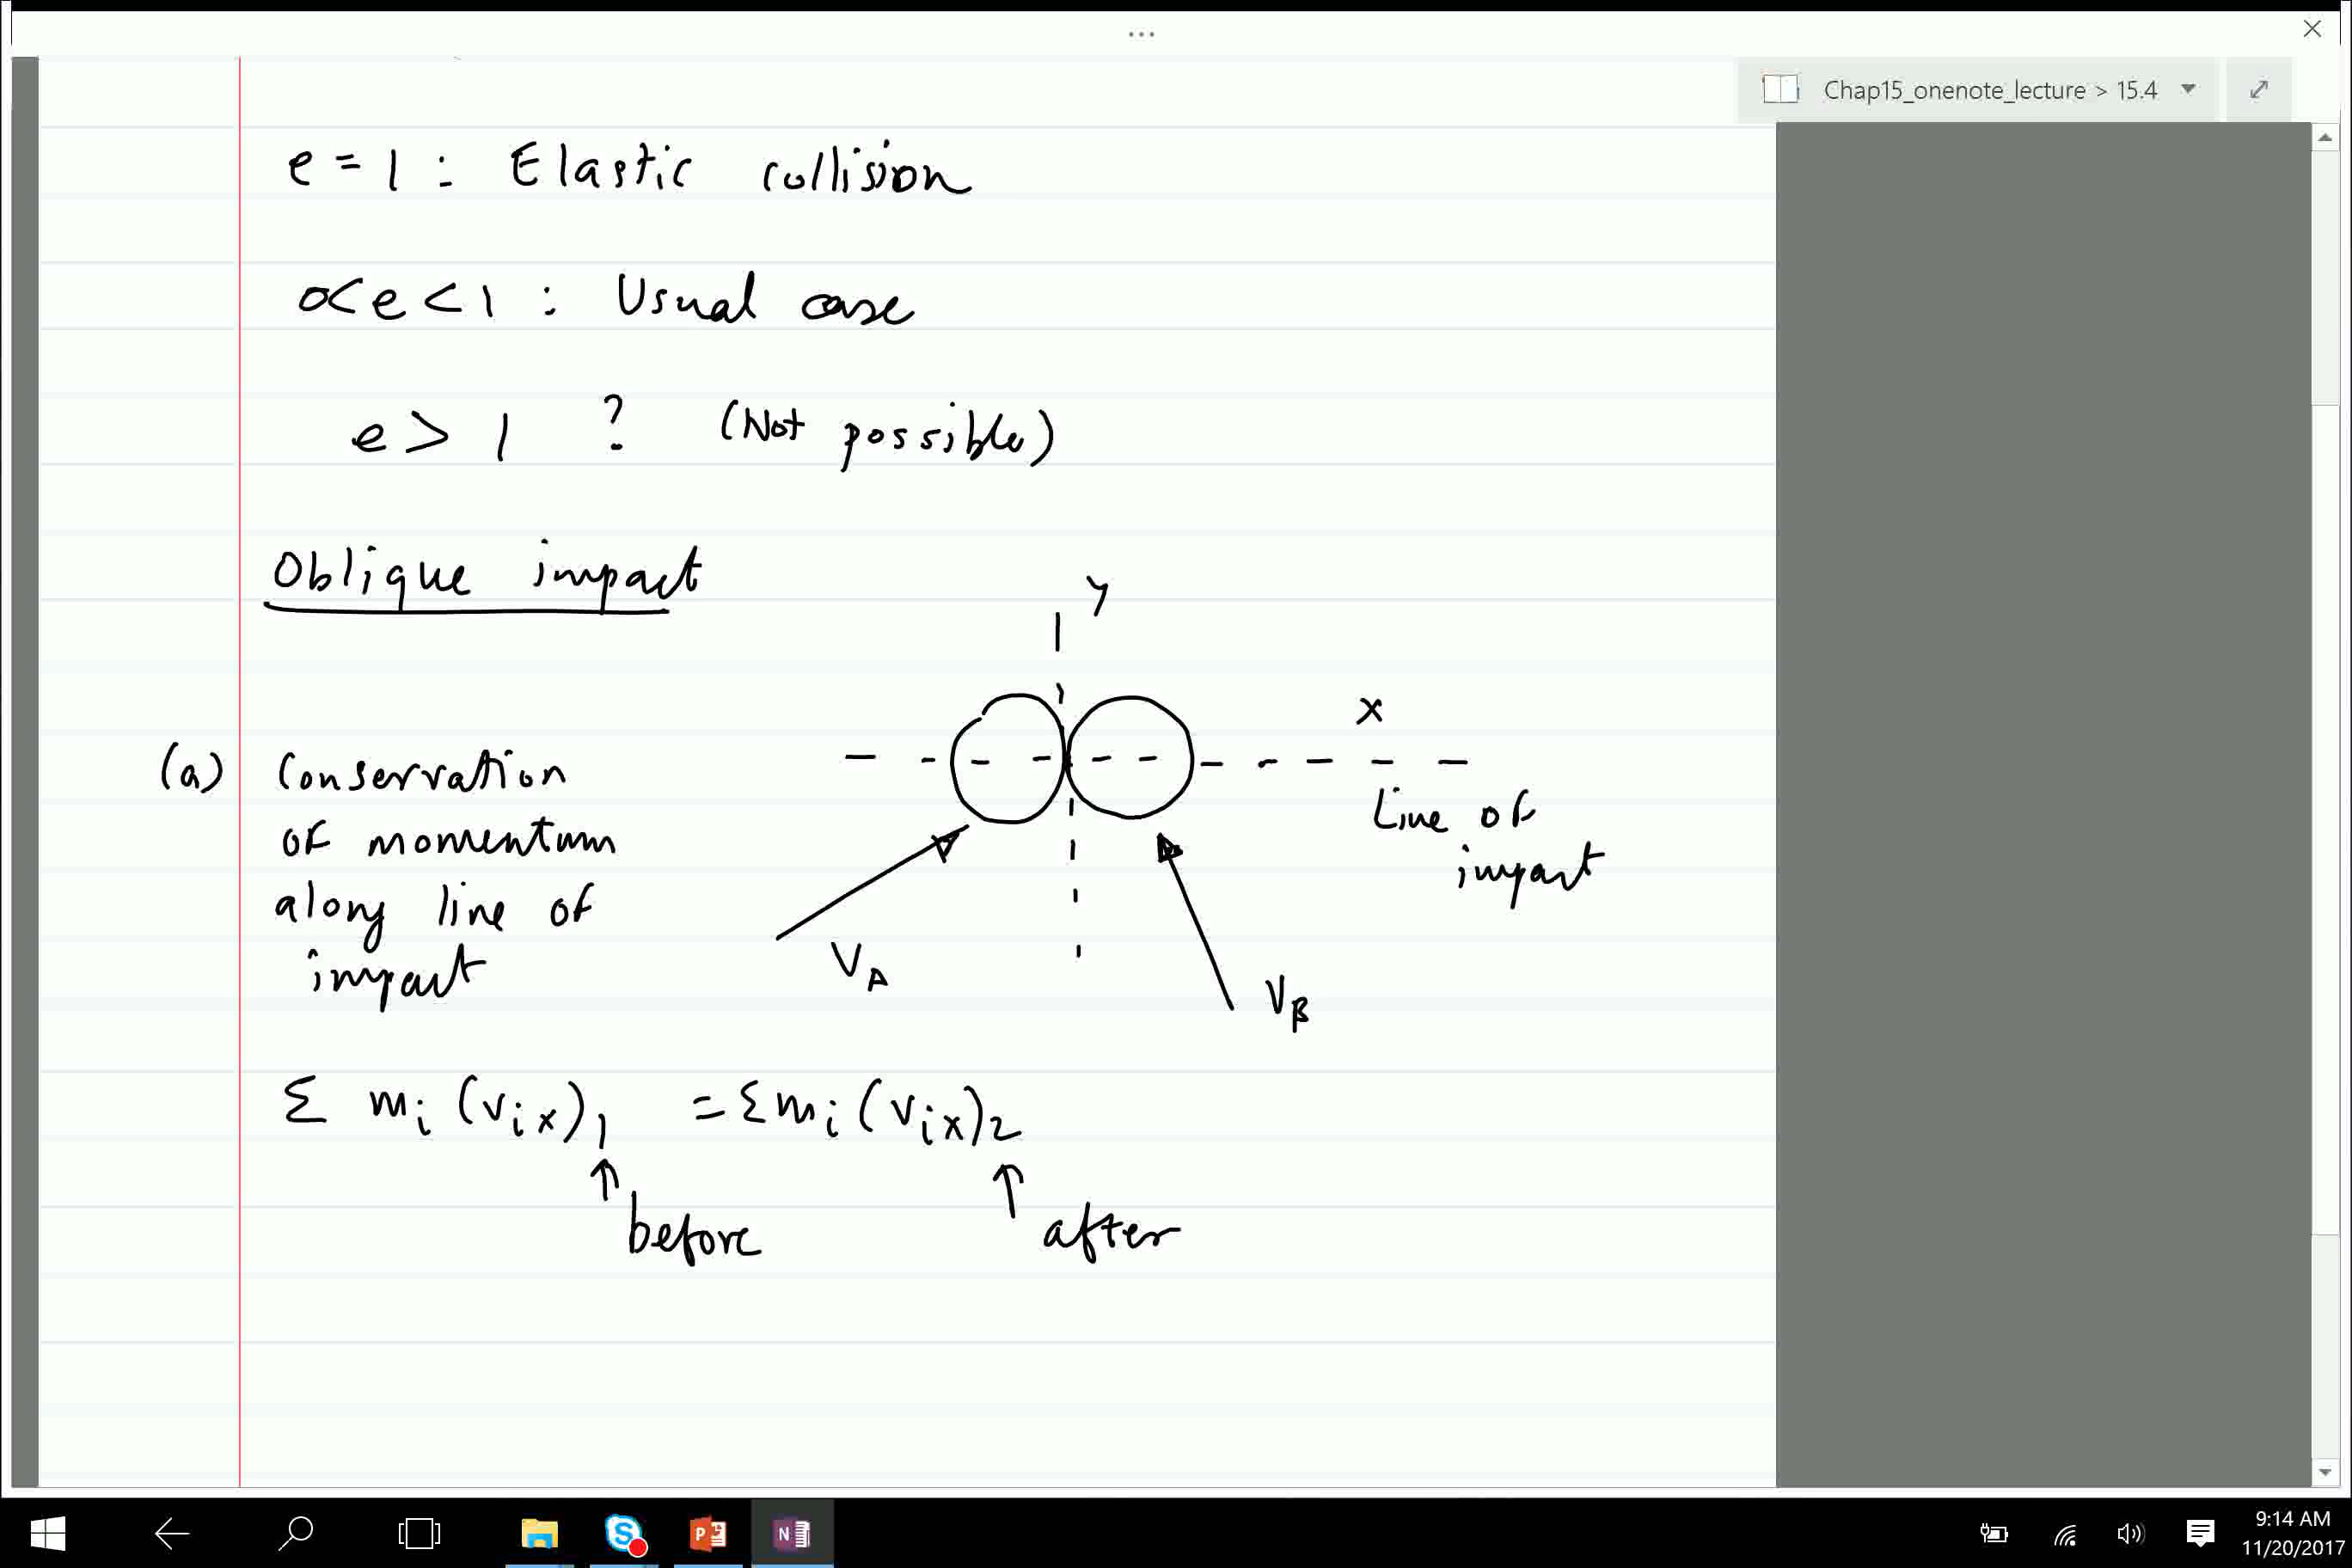 ...
Chap15_onenote_lecture > 15.4
e = 1 : Elastic collision
0<e<1 : Usual case
e > 1 ? (Not possible)
Oblique impact
y
x
Line of
impact
(a) Conservation
of momentum
along line of
impact
V_A
V_B
Σ m_i (v_ix)_1 = Σ m_i (v_ix)_2
↑ ↑
before after
P
N
9:14 AM
11/20/2017